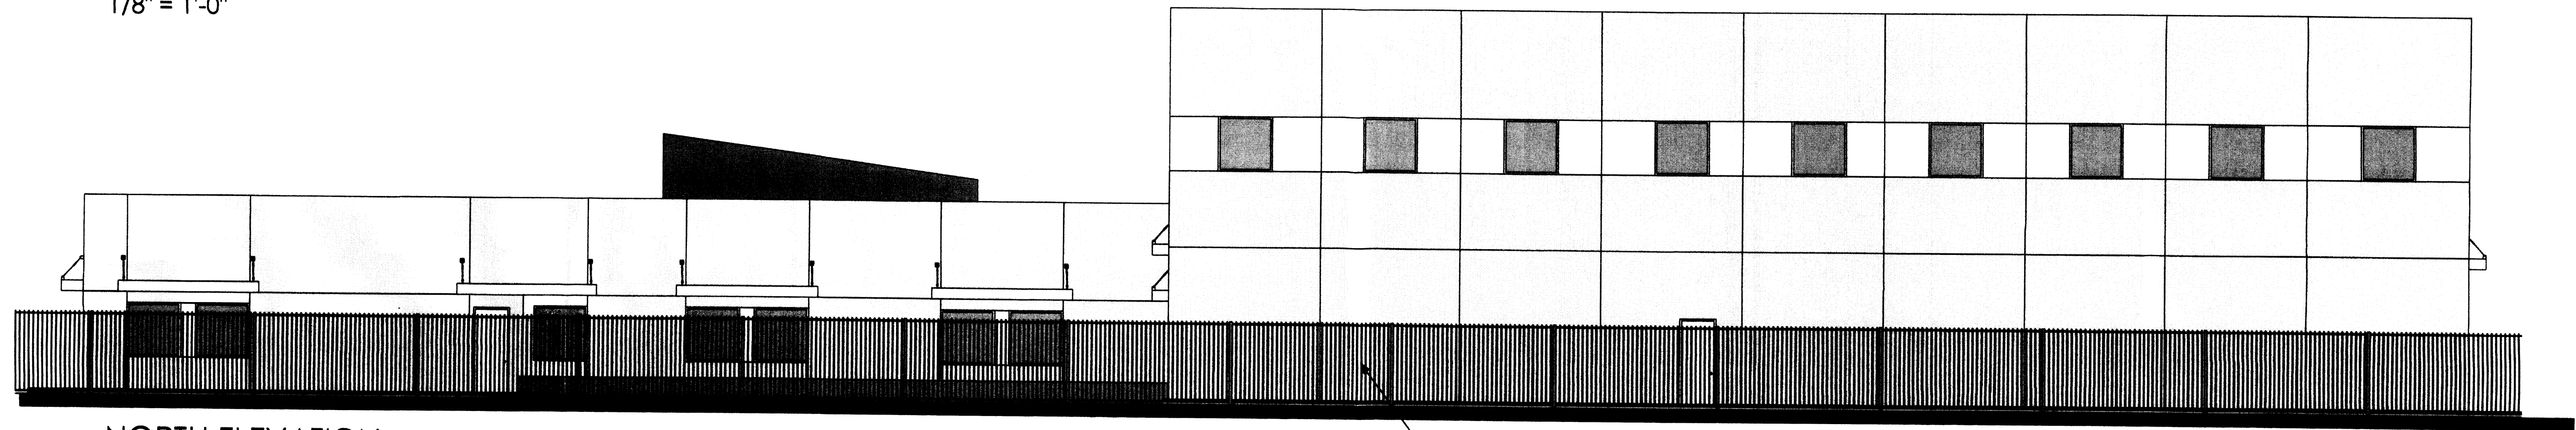 1/8" = 1'-0"
NORTH ELEVATION